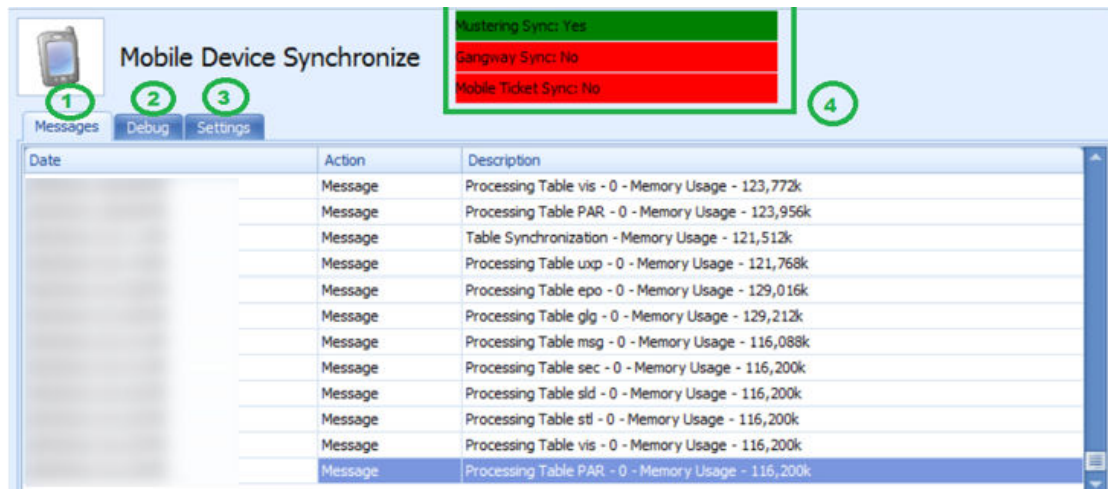 Mustering Sync: Yes
Mobile Device Synchronize
Gangway Sync: No
Mobile Ticket Sync: No
1 2 3 4
Messages Debug Settings
Date Action Description
Message Processing Table vis - 0 - Memory Usage - 123,772k
Message Processing Table PAR - 0 - Memory Usage - 123,956k
Message Table Synchronization - Memory Usage - 121,512k
Message Processing Table uxp - 0 - Memory Usage - 121,768k
Message Processing Table epo - 0 - Memory Usage - 129,016k
Message Processing Table glg - 0 - Memory Usage - 129,212k
Message Processing Table msg - 0 - Memory Usage - 116,088k
Message Processing Table sec - 0 - Memory Usage - 116,200k
Message Processing Table sld - 0 - Memory Usage - 116,200k
Message Processing Table stl - 0 - Memory Usage - 116,200k
Message Processing Table vis - 0 - Memory Usage - 116,200k
Message Processing Table PAR - 0 - Memory Usage - 116,200k